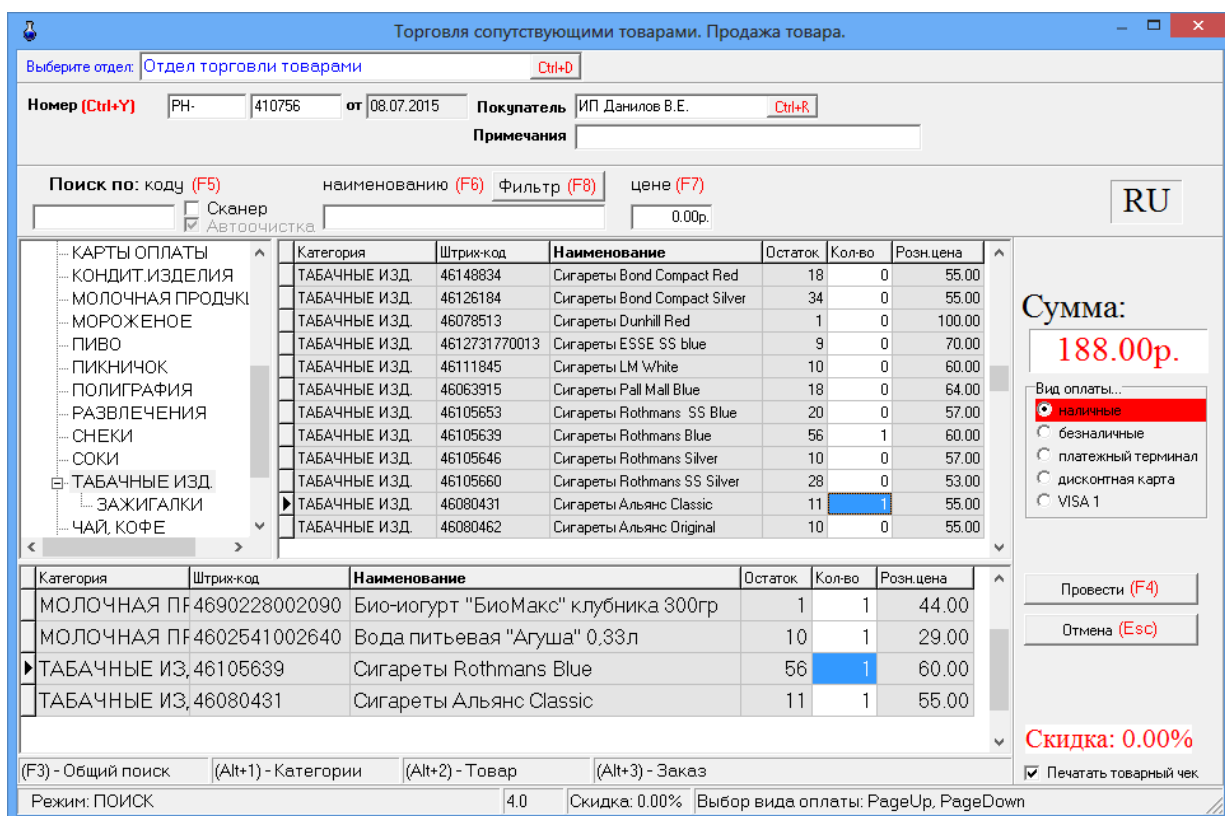 Торговля сопутствующими товарами. Продажа товара.
Выберите отдел: Отдел торговли товарами Ctrl+D
Номер (Ctrl+Y) РН- 410756 от 08.07.2015 Покупатель ИП Данилов В.Е. Ctrl+R
Примечания
Поиск по: коду (F5) наименованию (F6) Фильтр (F8) цене (F7)
Сканер
Автоочистка 0.00р.
RU
КАРТЫ ОПЛАТЫ
КОНДИТ.ИЗДЕЛИЯ
МОЛОЧНАЯ ПРОДУКЦ
МОРОЖЕНОЕ
ПИВО
ПИКНИЧОК
ПОЛИГРАФИЯ
РАЗВЛЕЧЕНИЯ
СНЕКИ
СОКИ
ТАБАЧНЫЕ ИЗД.
ЗАЖИГАЛКИ
ЧАЙ, КОФЕ
Категория Штрих-код Наименование Остаток Кол-во Розн.цена
ТАБАЧНЫЕ ИЗД. 46148834 Сигареты Bond Compact Red 18 0 55.00
ТАБАЧНЫЕ ИЗД. 46126184 Сигареты Bond Compact Silver 34 0 55.00
ТАБАЧНЫЕ ИЗД. 46078513 Сигареты Dunhill Red 1 0 100.00
ТАБАЧНЫЕ ИЗД. 4612731770013 Сигареты ESSE SS blue 9 0 70.00
ТАБАЧНЫЕ ИЗД. 46111845 Сигареты LM White 10 0 60.00
ТАБАЧНЫЕ ИЗД. 46063915 Сигареты Pall Mall Blue 18 0 64.00
ТАБАЧНЫЕ ИЗД. 46105653 Сигареты Rothmans SS Blue 20 0 57.00
ТАБАЧНЫЕ ИЗД. 46105639 Сигареты Rothmans Blue 56 1 60.00
ТАБАЧНЫЕ ИЗД. 46105646 Сигареты Rothmans Silver 10 0 57.00
ТАБАЧНЫЕ ИЗД. 46105660 Сигареты Rothmans SS Silver 28 0 53.00
ТАБАЧНЫЕ ИЗД. 46080431 Сигареты Альянс Classic 11 1 55.00
ТАБАЧНЫЕ ИЗД. 46080462 Сигареты Альянс Original 10 0 55.00
Сумма:
188.00р.
Вид оплаты...
наличные
безналичные
платежный терминал
дисконтная карта
VISA 1
Категория Штрих-код Наименование Остаток Кол-во Розн.цена
МОЛОЧНАЯ ПР 4690228002090 Био-иогурт "БиоМакс" клубника 300гр 1 1 44.00
МОЛОЧНАЯ ПР 4602541002640 Вода питьевая "Агуша" 0,33л 10 1 29.00
ТАБАЧНЫЕ ИЗД, 46105639 Сигареты Rothmans Blue 56 1 60.00
ТАБАЧНЫЕ ИЗД, 46080431 Сигареты Альянс Classic 11 1 55.00
Провести (F4)
Отмена (Esc)
Скидка: 0.00%
Печатать товарный чек
(F3) - Общий поиск (Alt+1) - Категории (Alt+2) - Товар (Alt+3) - Заказ
Режим: ПОИСК 4.0 Скидка: 0.00% Выбор вида оплаты: PageUp, PageDown